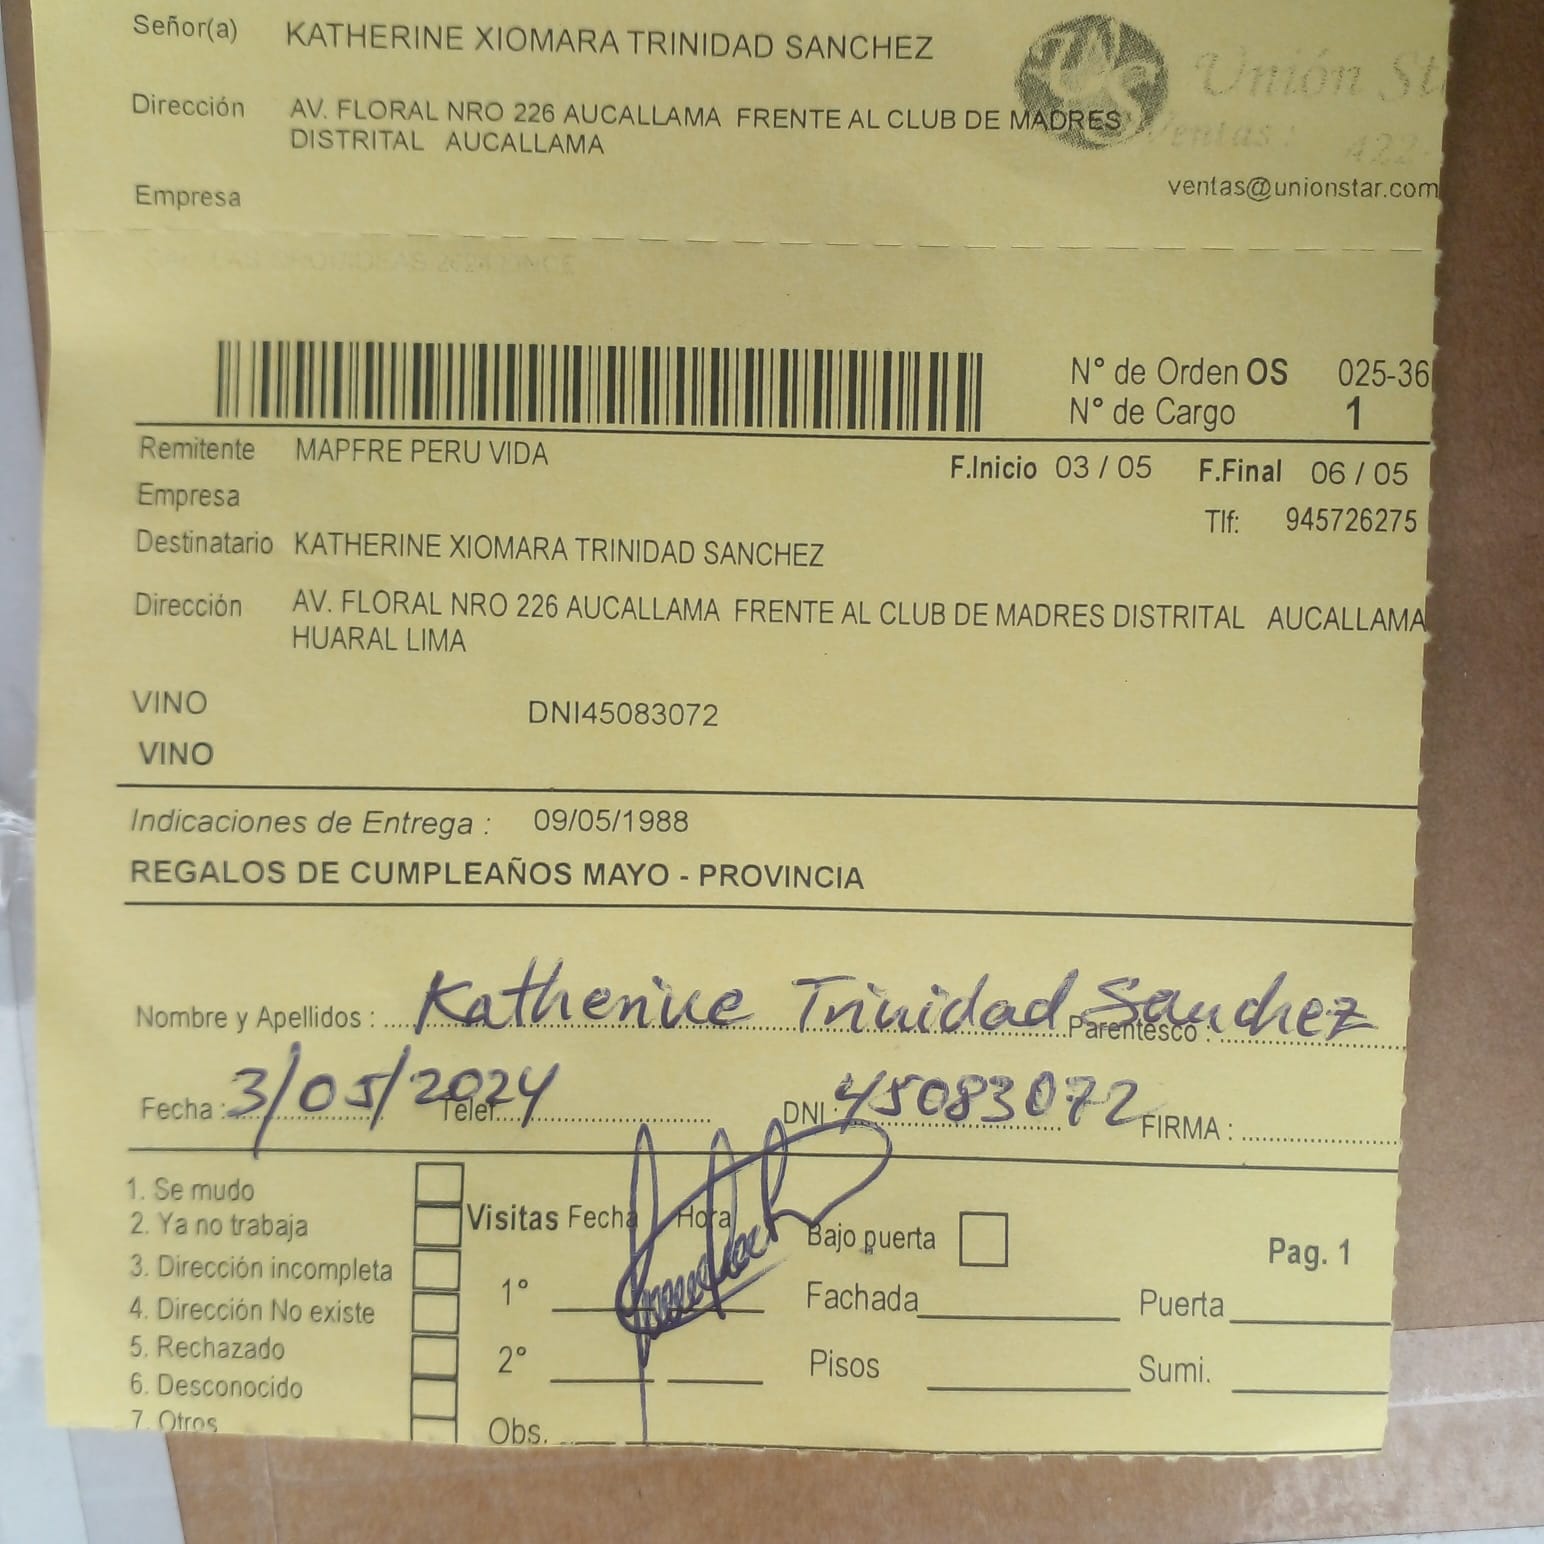 Señor(a) KATHERINE XIOMARA TRINIDAD SANCHEZ
Unión St
Dirección AV. FLORAL NRO 226 AUCALLAMA FRENTE AL CLUB DE MADRES
DISTRITAL AUCALLAMA
Ventas : 422-
ventas@unionstar.com
Empresa
N° de Orden OS 025-36
N° de Cargo 1
Remitente MAPFRE PERU VIDA
F.Inicio 03 / 05 F.Final 06 / 05
Empresa
Tlf: 945726275
Destinatario KATHERINE XIOMARA TRINIDAD SANCHEZ
Dirección AV. FLORAL NRO 226 AUCALLAMA FRENTE AL CLUB DE MADRES DISTRITAL AUCALLAMA
HUARAL LIMA
VINO DNI45083072
VINO
Indicaciones de Entrega : 09/05/1988
REGALOS DE CUMPLEAÑOS MAYO - PROVINCIA
Nombre y Apellidos : Katherine Trinidad Sanchez Parentesco :
Fecha : 3/05/2024 Telef. DNI : 45083072 FIRMA :
1. Se mudo
2. Ya no trabaja
3. Dirección incompleta
4. Dirección No existe
5. Rechazado
6. Desconocido
7. Otros
Visitas Fecha Hora
1°
2°
Obs.
Bajo puerta
Pag. 1
Fachada Puerta
Pisos Sumi.